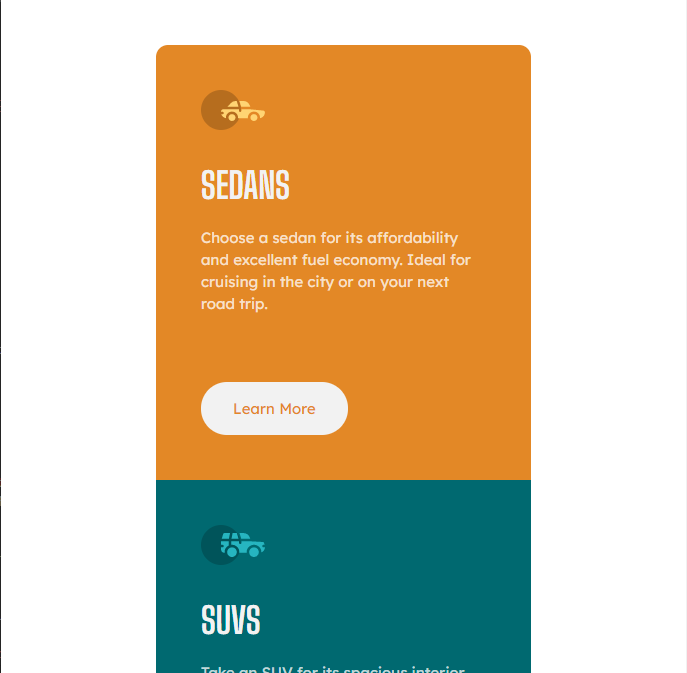 SEDANS
Choose a sedan for its affordability
and excellent fuel economy. Ideal for
cruising in the city or on your next
road trip.
Learn More
SUVS
Take an SUV for its spacious interior